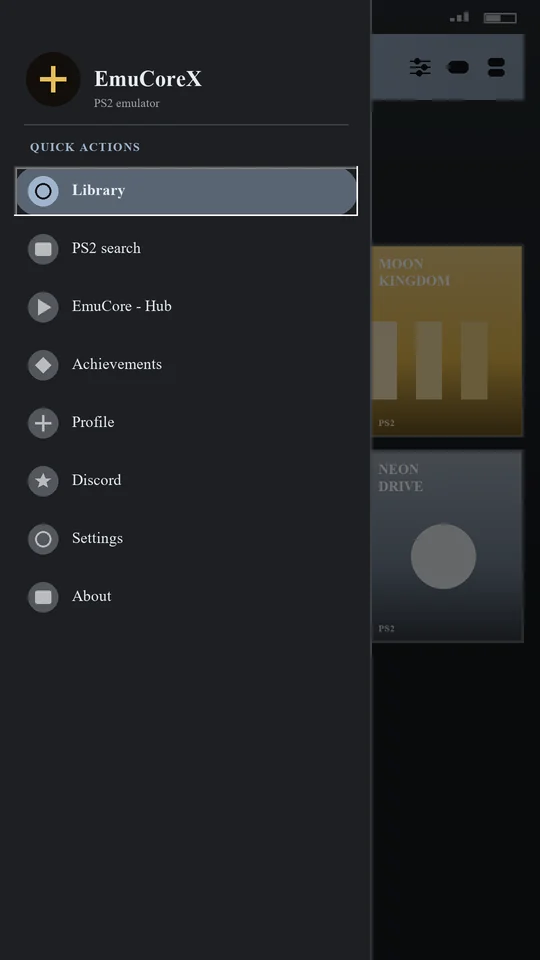 EmuCoreX
PS2 emulator
QUICK ACTIONS
Library
PS2 search
EmuCore - Hub
Achievements
Profile
Discord
Settings
About
MOON
KINGDOM
PS2
NEON
DRIVE
PS2